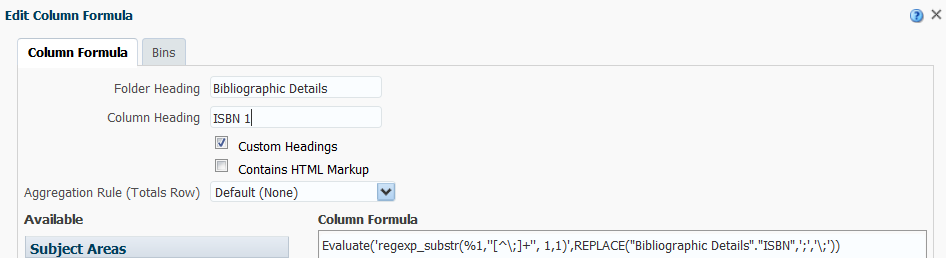 Edit Column Formula
Column Formula
Bins
Folder Heading Bibliographic Details
Column Heading ISBN 1
Custom Headings
Contains HTML Markup
Aggregation Rule (Totals Row) Default (None)
Available
Column Formula
Subject Areas
Evaluate('regexp_substr(%1,''[^\;]+'', 1,1)',REPLACE("Bibliographic Details"."ISBN",';','\;'))